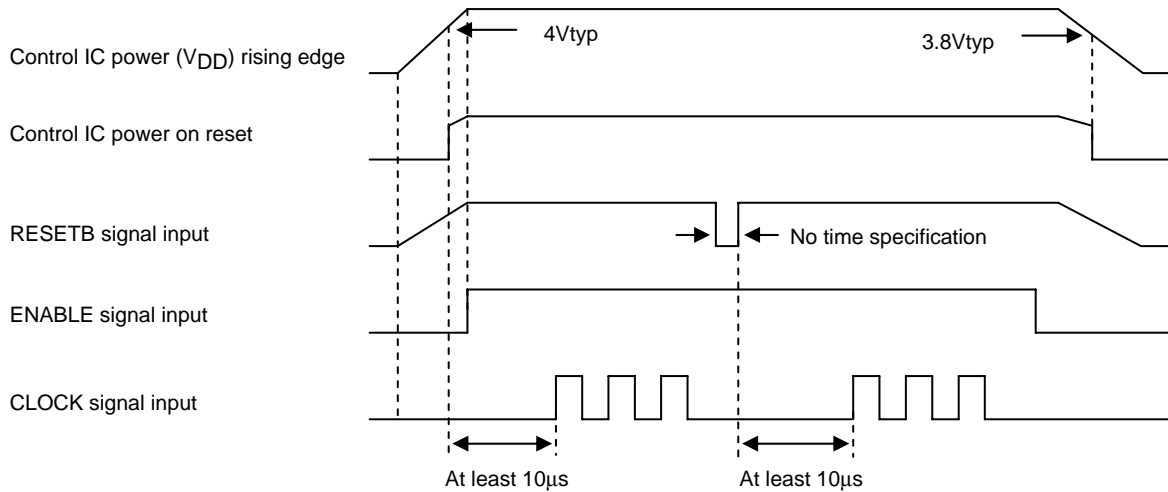 4Vtyp
3.8Vtyp
Control IC power (VDD) rising edge
Control IC power on reset
RESETB signal input
No time specification
ENABLE signal input
CLOCK signal input
At least 10μs
At least 10μs